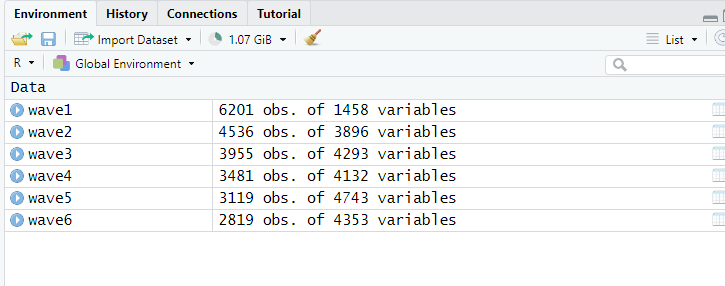 Environment History Connections Tutorial
Import Dataset 1.07 GiB List
R Global Environment
Data
wave1 6201 obs. of 1458 variables
wave2 4536 obs. of 3896 variables
wave3 3955 obs. of 4293 variables
wave4 3481 obs. of 4132 variables
wave5 3119 obs. of 4743 variables
wave6 2819 obs. of 4353 variables